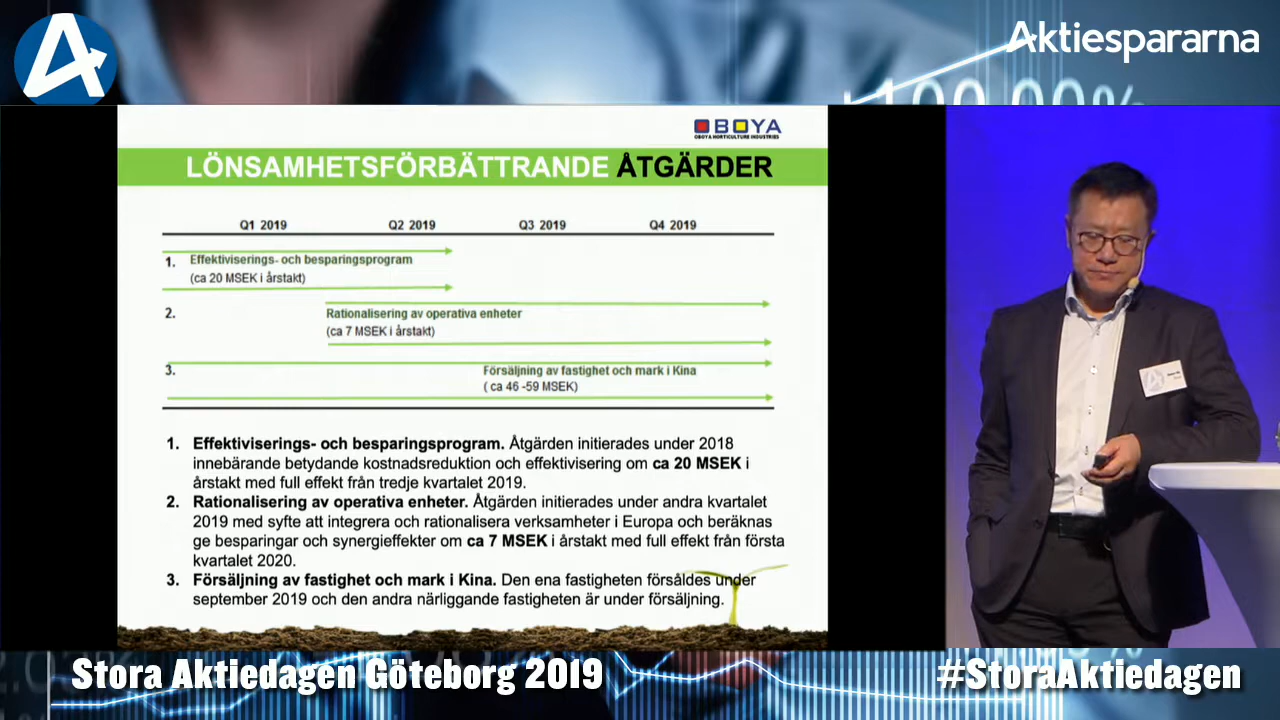 Aktiespararna
+100,00%
OBOYA
OBOYA HORTICULTURE INDUSTRIES
LÖNSAMHETSFÖRBÄTTRANDE ÅTGÄRDER
Q1 2019 Q2 2019 Q3 2019 Q4 2019
1. Effektiviserings- och besparingsprogram
(ca 20 MSEK i årstakt)
2. Rationalisering av operativa enheter
(ca 7 MSEK i årstakt)
3. Försäljning av fastighet och mark i Kina
( ca 46 -59 MSEK)
1. Effektiviserings- och besparingsprogram. Åtgärden initierades under 2018
innebärande betydande kostnadsreduktion och effektivisering om ca 20 MSEK i
årstakt med full effekt från tredje kvartalet 2019.
2. Rationalisering av operativa enheter. Åtgärden initierades under andra kvartalet
2019 med syfte att integrera och rationalisera verksamheter i Europa och beräknas
ge besparingar och synergieffekter om ca 7 MSEK i årstakt med full effekt från första
kvartalet 2020.
3. Försäljning av fastighet och mark i Kina. Den ena fastigheten försåldes under
september 2019 och den andra närliggande fastigheten är under försäljning.
Stora Aktiedagen Göteborg 2019
#StoraAktiedagen